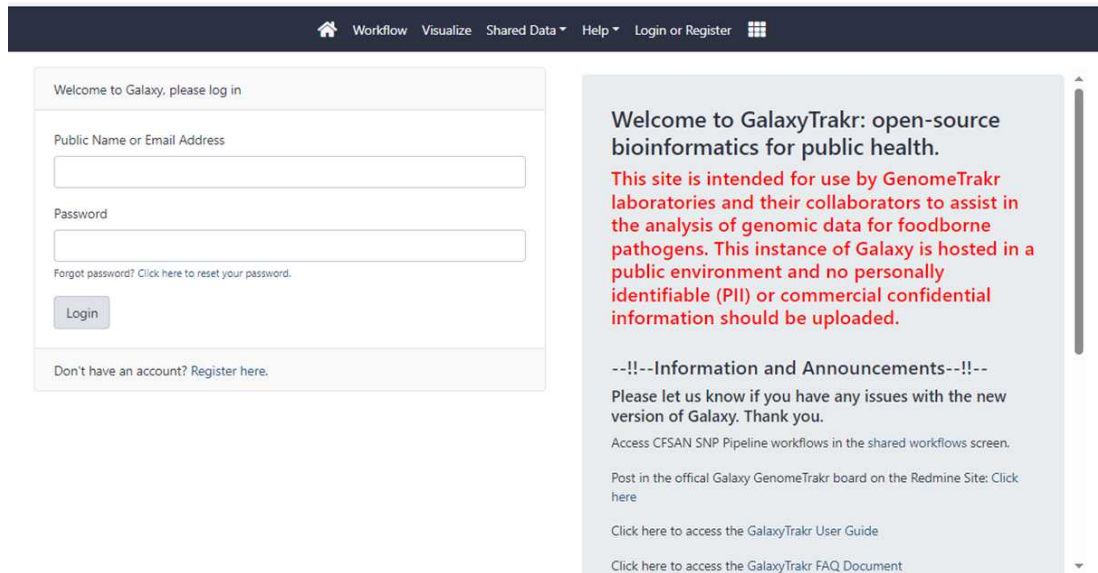 Workflow Visualize Shared Data Help Login or Register
Welcome to Galaxy, please log in
Public Name or Email Address
Password
Forgot password? Click here to reset your password.
Login
Don't have an account? Register here.
Welcome to GalaxyTrakr: open-source
bioinformatics for public health.
This site is intended for use by GenomeTrakr
laboratories and their collaborators to assist in
the analysis of genomic data for foodborne
pathogens. This instance of Galaxy is hosted in a
public environment and no personally
identifiable (PII) or commercial confidential
information should be uploaded.
--!!--Information and Announcements--!!--
Please let us know if you have any issues with the new
version of Galaxy. Thank you.
Access CFSAN SNP Pipeline workflows in the shared workflows screen.
Post in the offical Galaxy GenomeTrakr board on the Redmine Site: Click
here
Click here to access the GalaxyTrakr User Guide
Click here to access the GalaxyTrakr FAQ Document